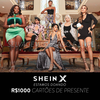 SHEIN X
ESTAMOS DOANDO
R$1000 CARTÕES DE PRESENTE